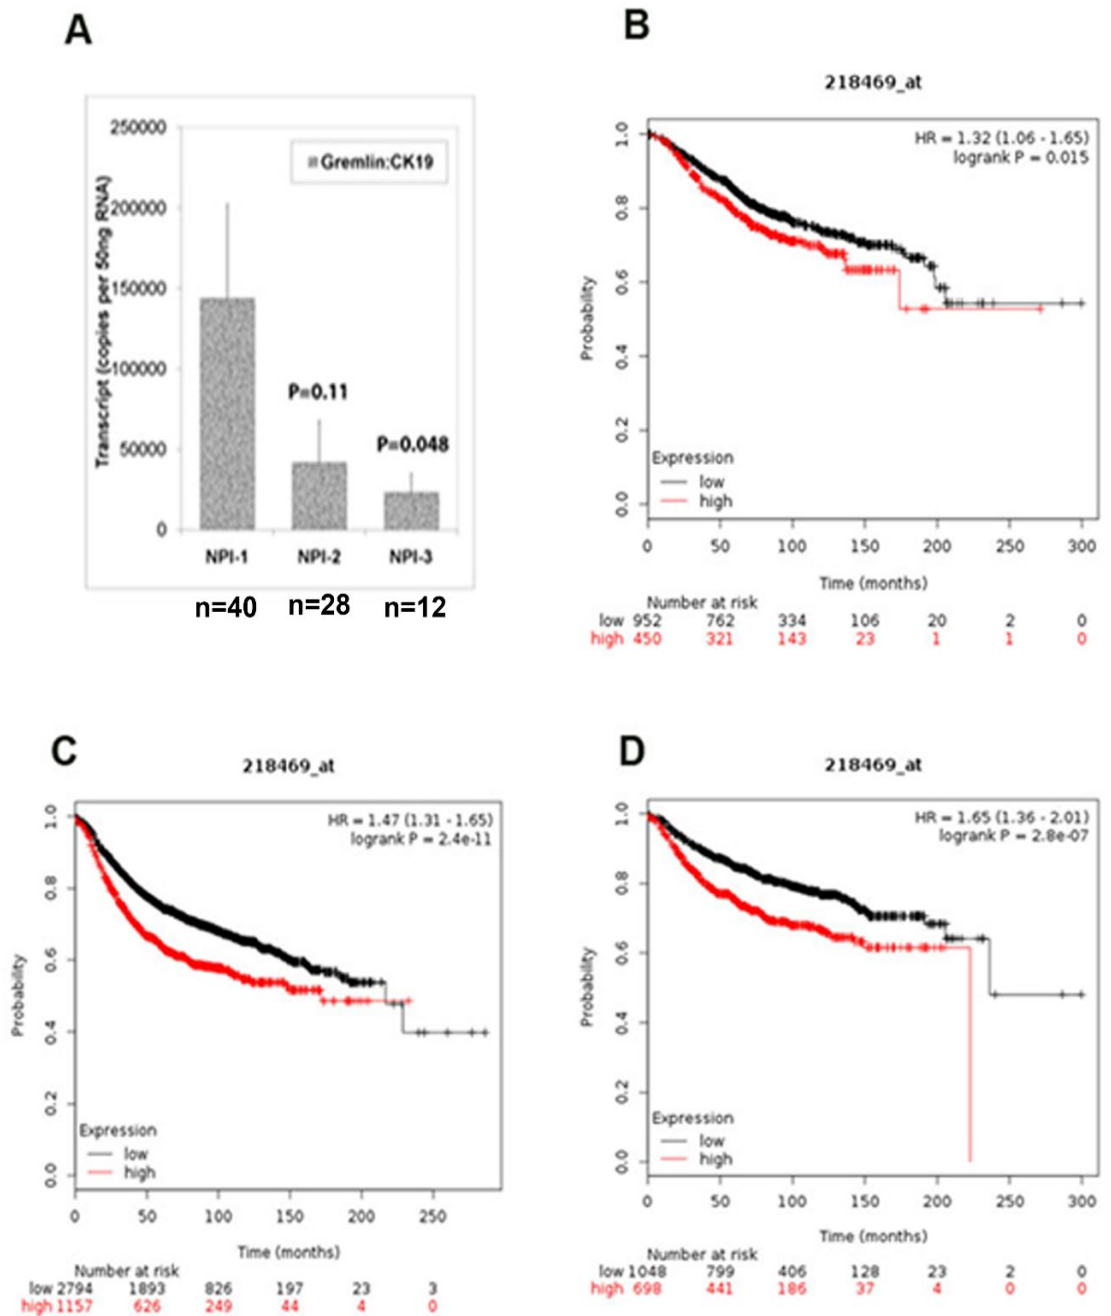 A
250000
200000
150000
100000
50000
0
Transcript (copies per 50ng RNA)
Gremlin:CK19
P=0.11
P=0.048
NPI-1 NPI-2 NPI-3
n=40 n=28 n=12
B
218469_at
HR = 1.32 (1.06 - 1.65)
logrank P = 0.015
Probability
1.0
0.8
0.6
0.4
0.2
0.0
Expression
low
high
0 50 100 150 200 250 300
Time (months)
Number at risk
low 952 762 334 106 20 2 0
high 450 321 143 23 1 1 0
C
218469_at
HR = 1.47 (1.31 - 1.65)
logrank P = 2.4e-11
Probability
1.0
0.8
0.6
0.4
0.2
0.0
Expression
low
high
0 50 100 150 200 250
Time (months)
Number at risk
low 2794 1893 826 197 23 3
high 1157 626 249 44 4 0
D
218469_at
HR = 1.65 (1.36 - 2.01)
logrank P = 2.8e-07
Probability
1.0
0.8
0.6
0.4
0.2
0.0
Expression
low
high
0 50 100 150 200 250 300
Time (months)
Number at risk
low 1048 799 406 128 23 2 0
high 698 441 186 37 4 0 0